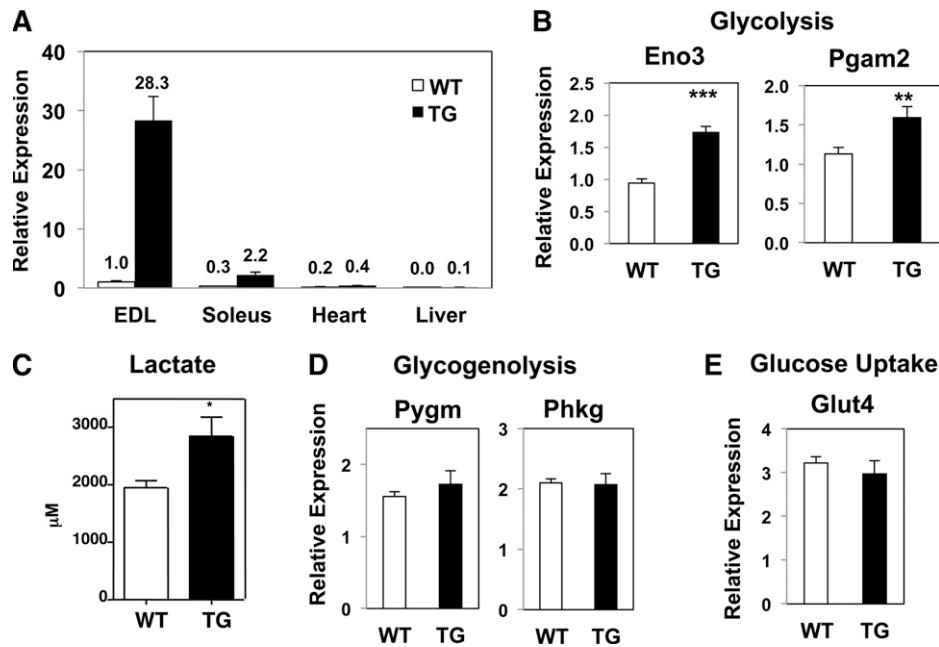 A
Relative Expression
40
30
20
10
0
28.3
1.0
0.3
2.2
0.2
0.4
0.0
0.1
WT
TG
EDL Soleus Heart Liver
B
Glycolysis
Eno3
Relative Expression
2.5
2.0
1.5
1.0
0.5
0.0
***
WT TG
Pgam2
2.0
1.5
1.0
0.5
0.0
**
WT TG
C
Lactate
µM
3000
2000
1000
0
*
WT TG
D
Glycogenolysis
Pygm
Relative Expression
2
1
0
WT TG
Phkg
3
2
1
0
WT TG
E
Glucose Uptake
Glut4
Relative Expression
4
3
2
1
0
WT TG